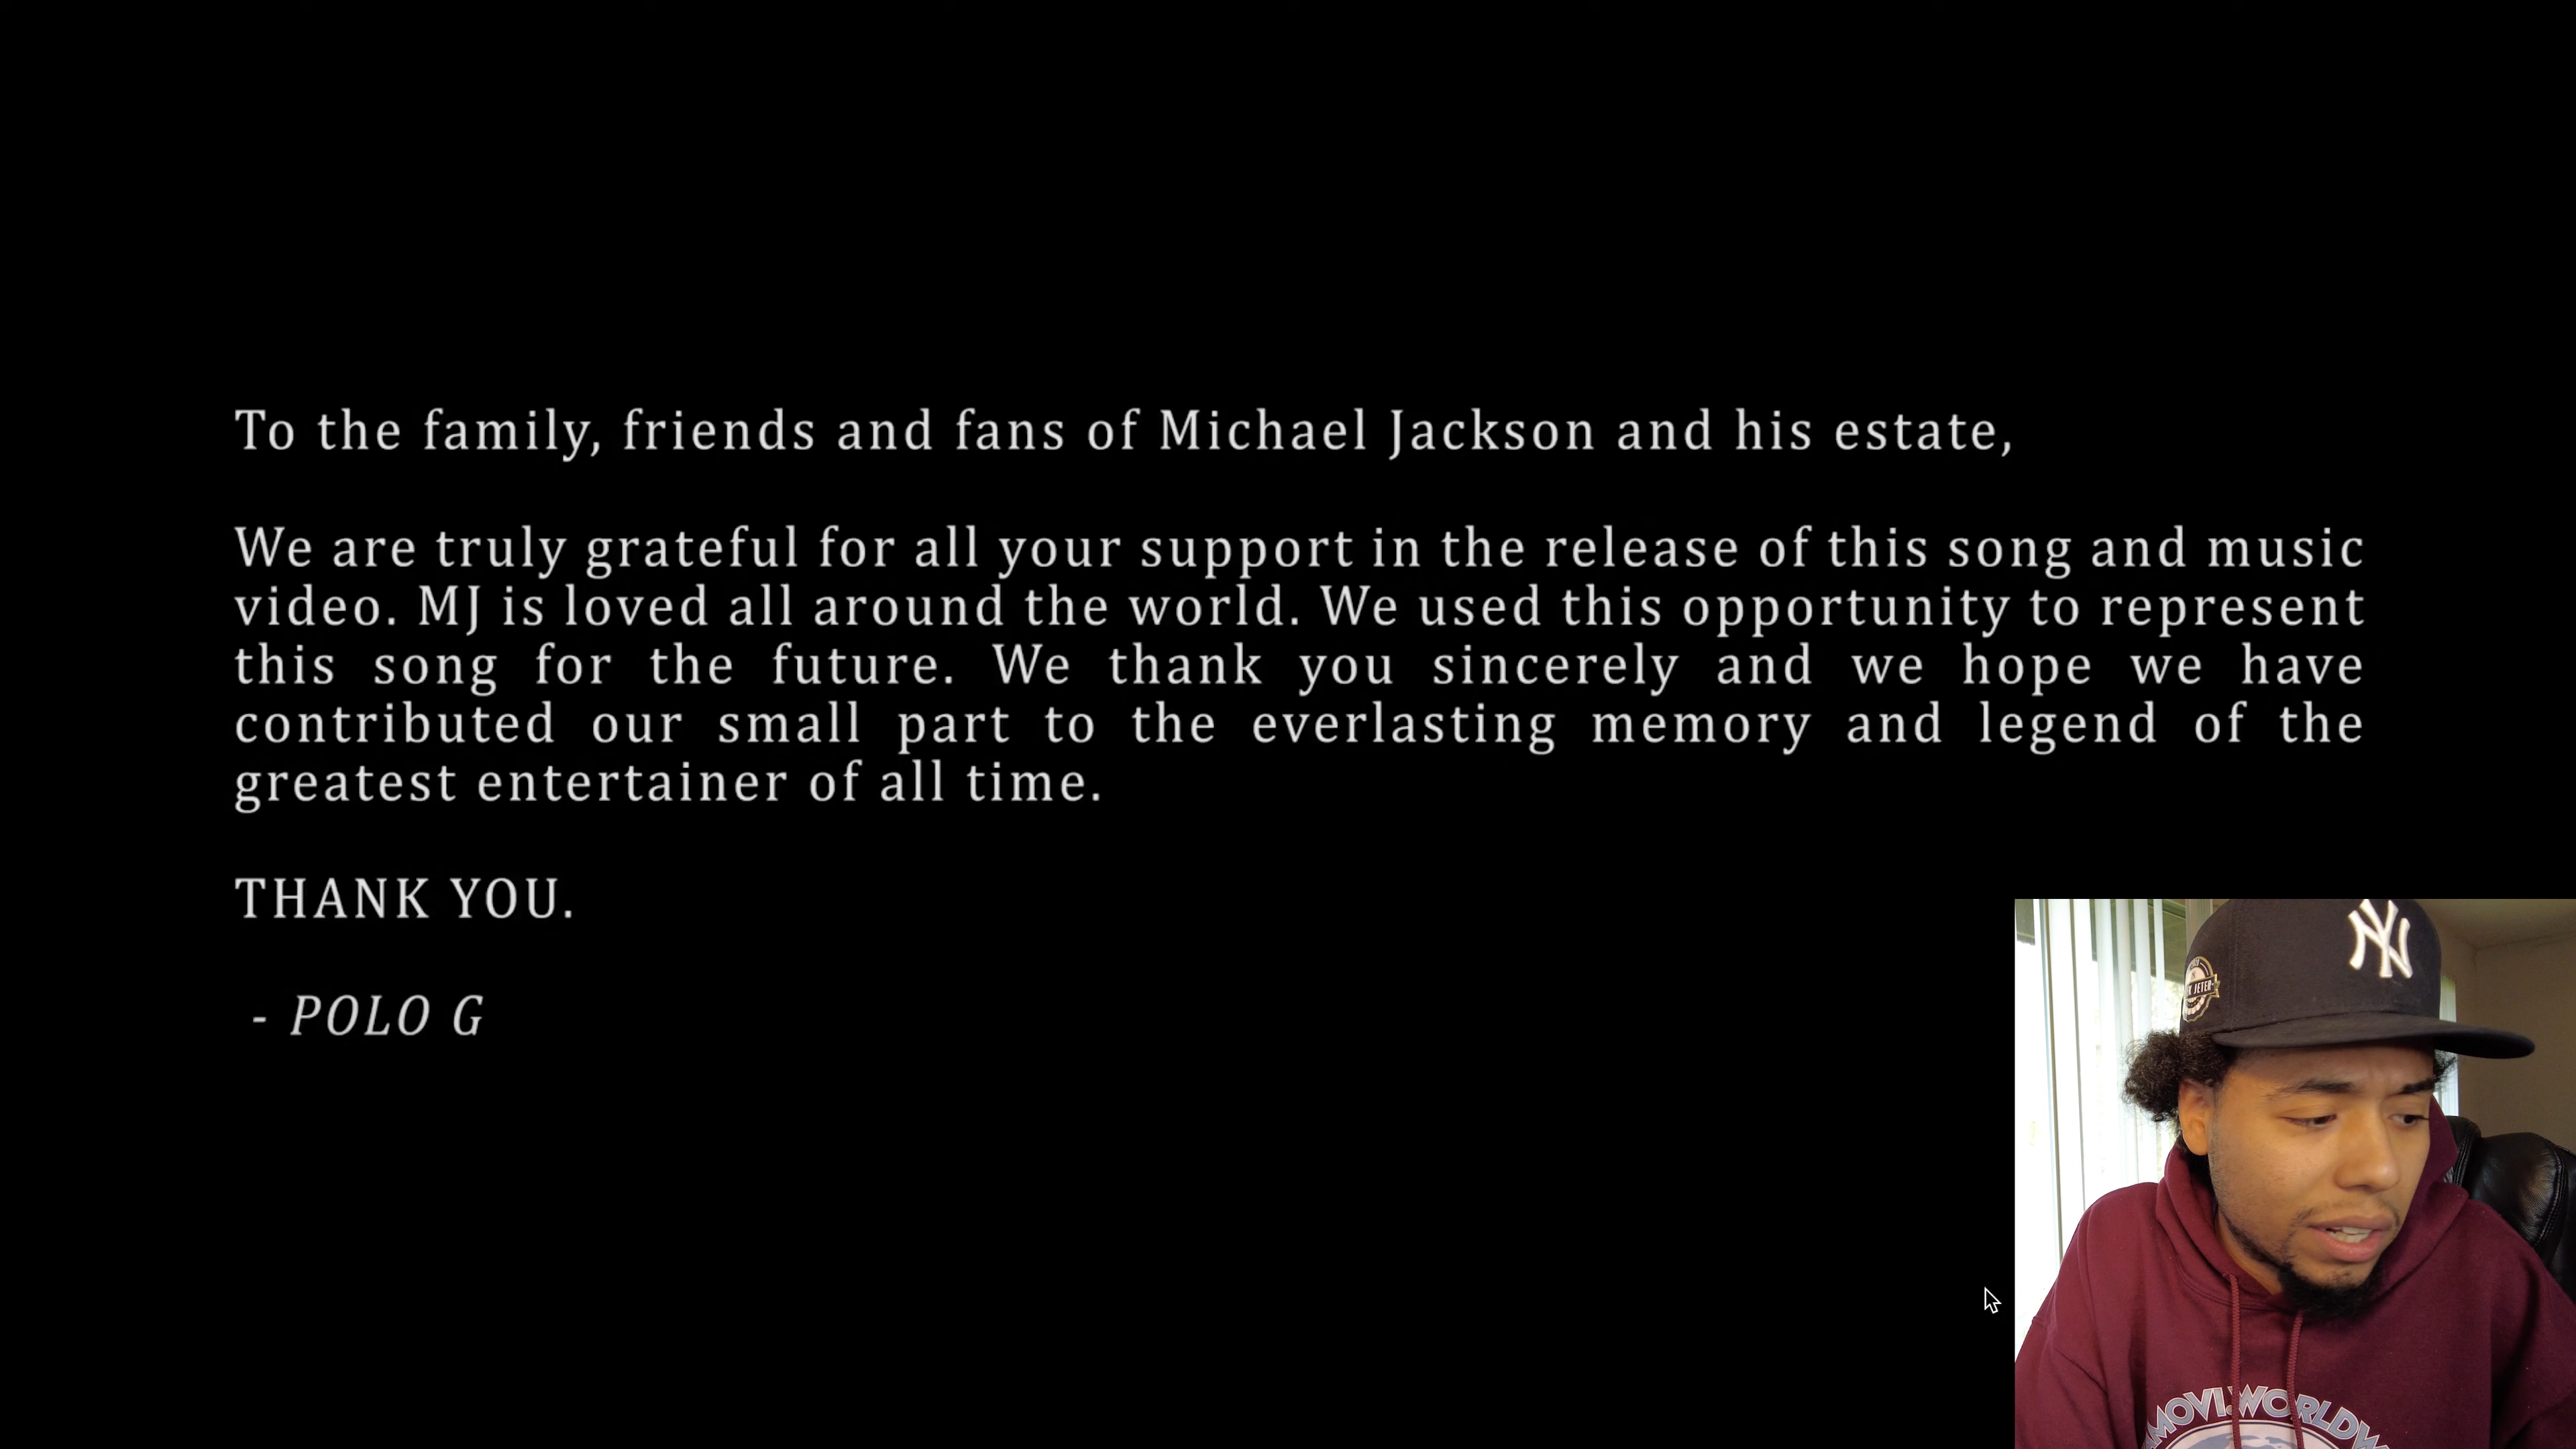 To the family, friends and fans of Michael Jackson and his estate,
We are truly grateful for all your support in the release of this song and music
video. MJ is loved all around the world. We used this opportunity to represent
this song for the future. We thank you sincerely and we hope we have
contributed our small part to the everlasting memory and legend of the
greatest entertainer of all time.
THANK YOU.
- POLO G
NY
JETER